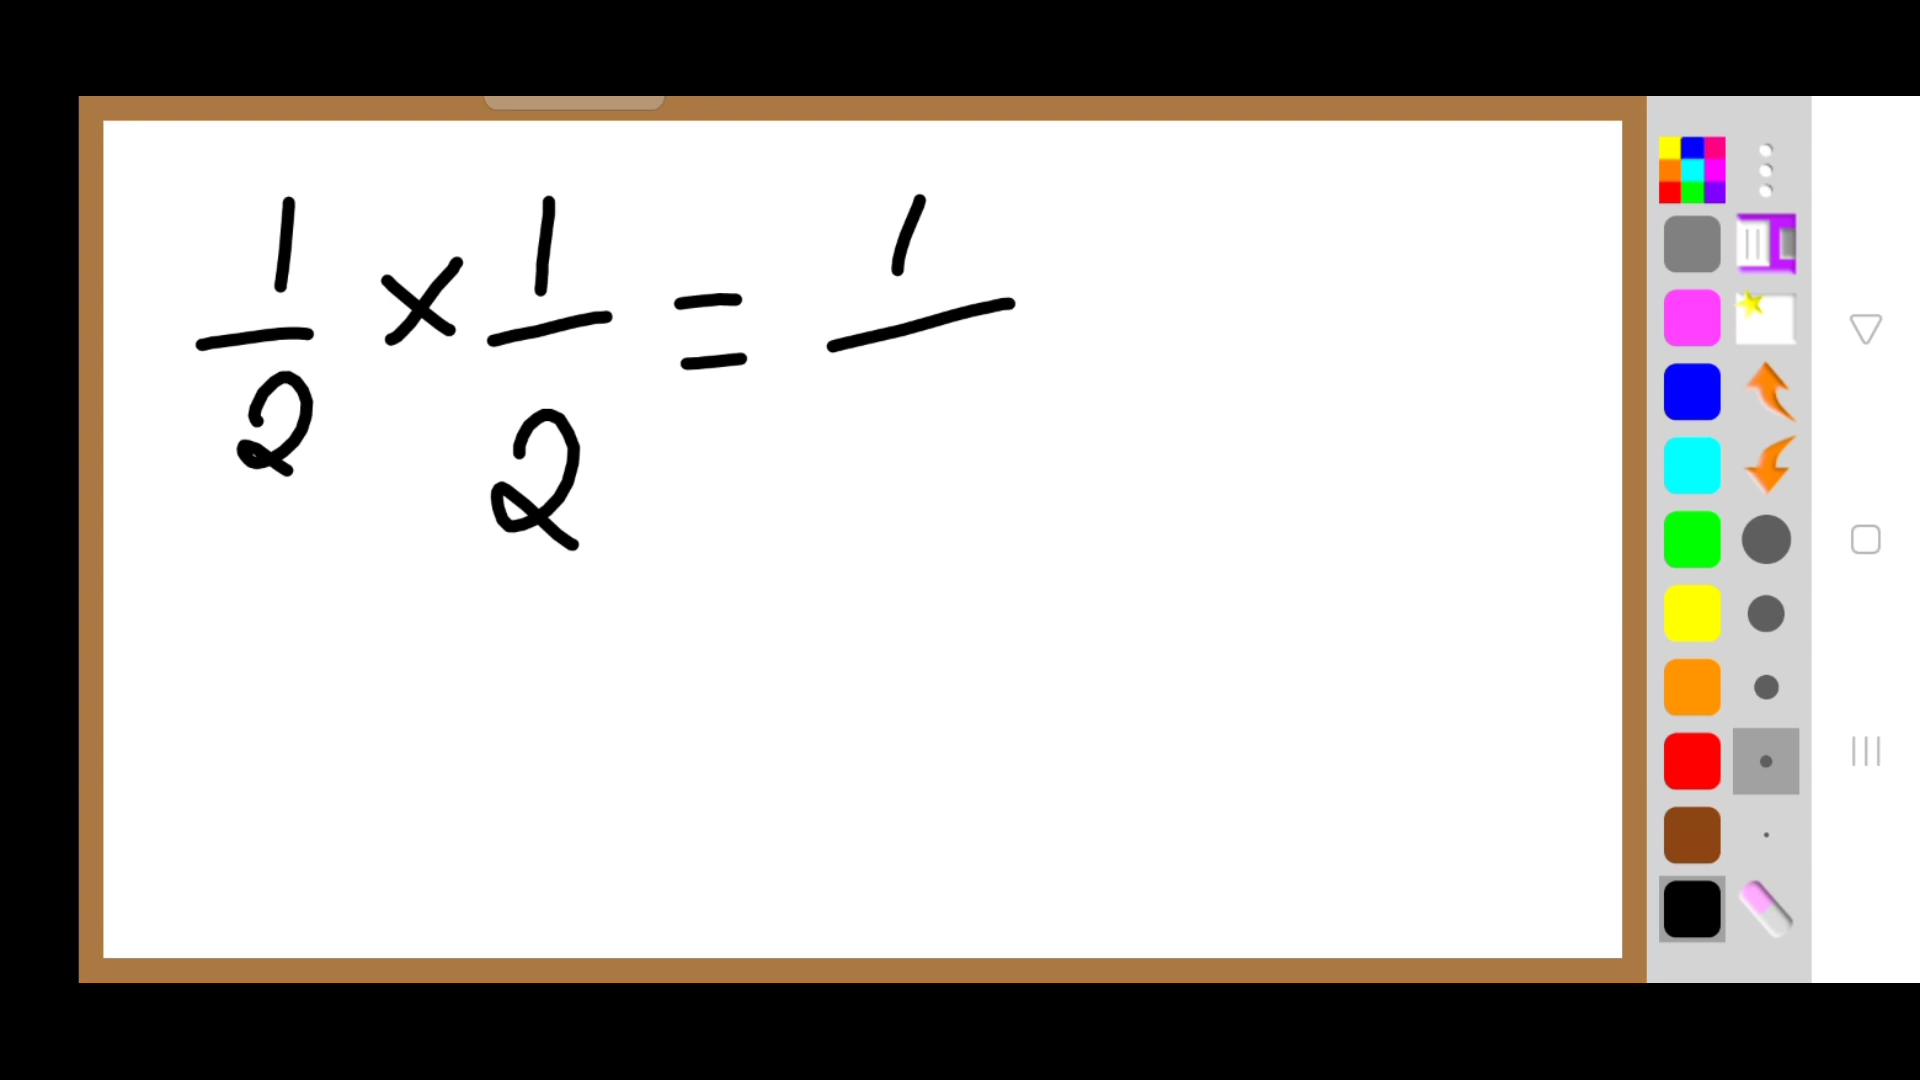 1/2 × 1/2 = 1/